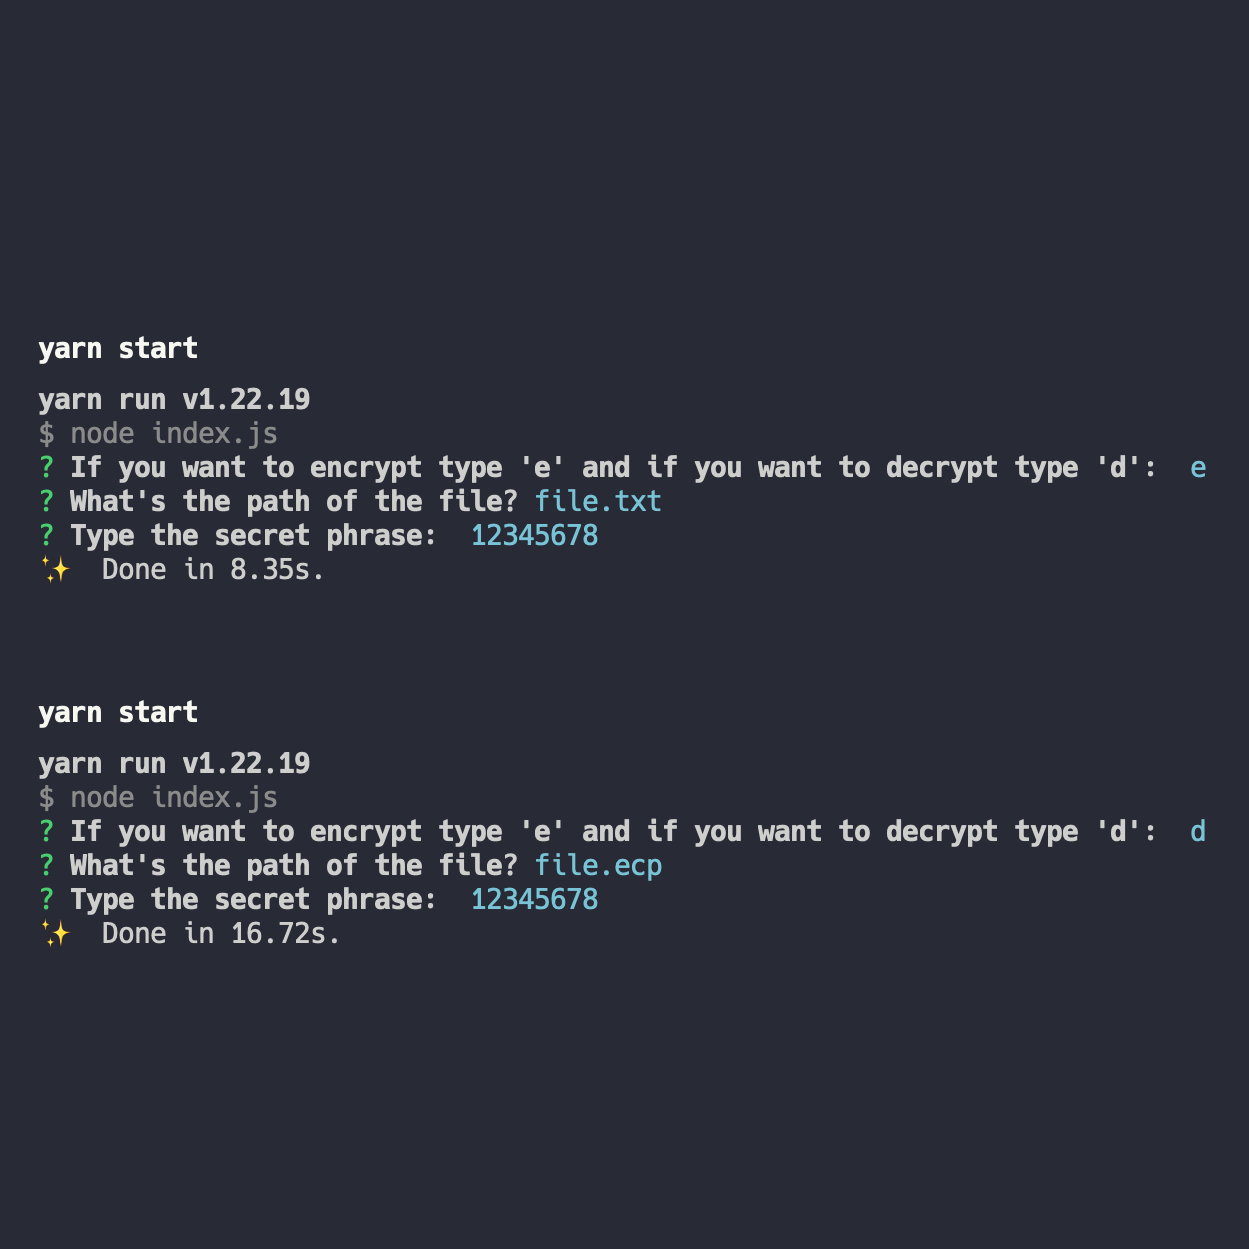 yarn start
yarn run v1.22.19
$ node index.js
? If you want to encrypt type 'e' and if you want to decrypt type 'd':  e
? What's the path of the file? file.txt
? Type the secret phrase:  12345678
✨  Done in 8.35s.
yarn start
yarn run v1.22.19
$ node index.js
? If you want to encrypt type 'e' and if you want to decrypt type 'd':  d
? What's the path of the file? file.ecp
? Type the secret phrase:  12345678
✨  Done in 16.72s.